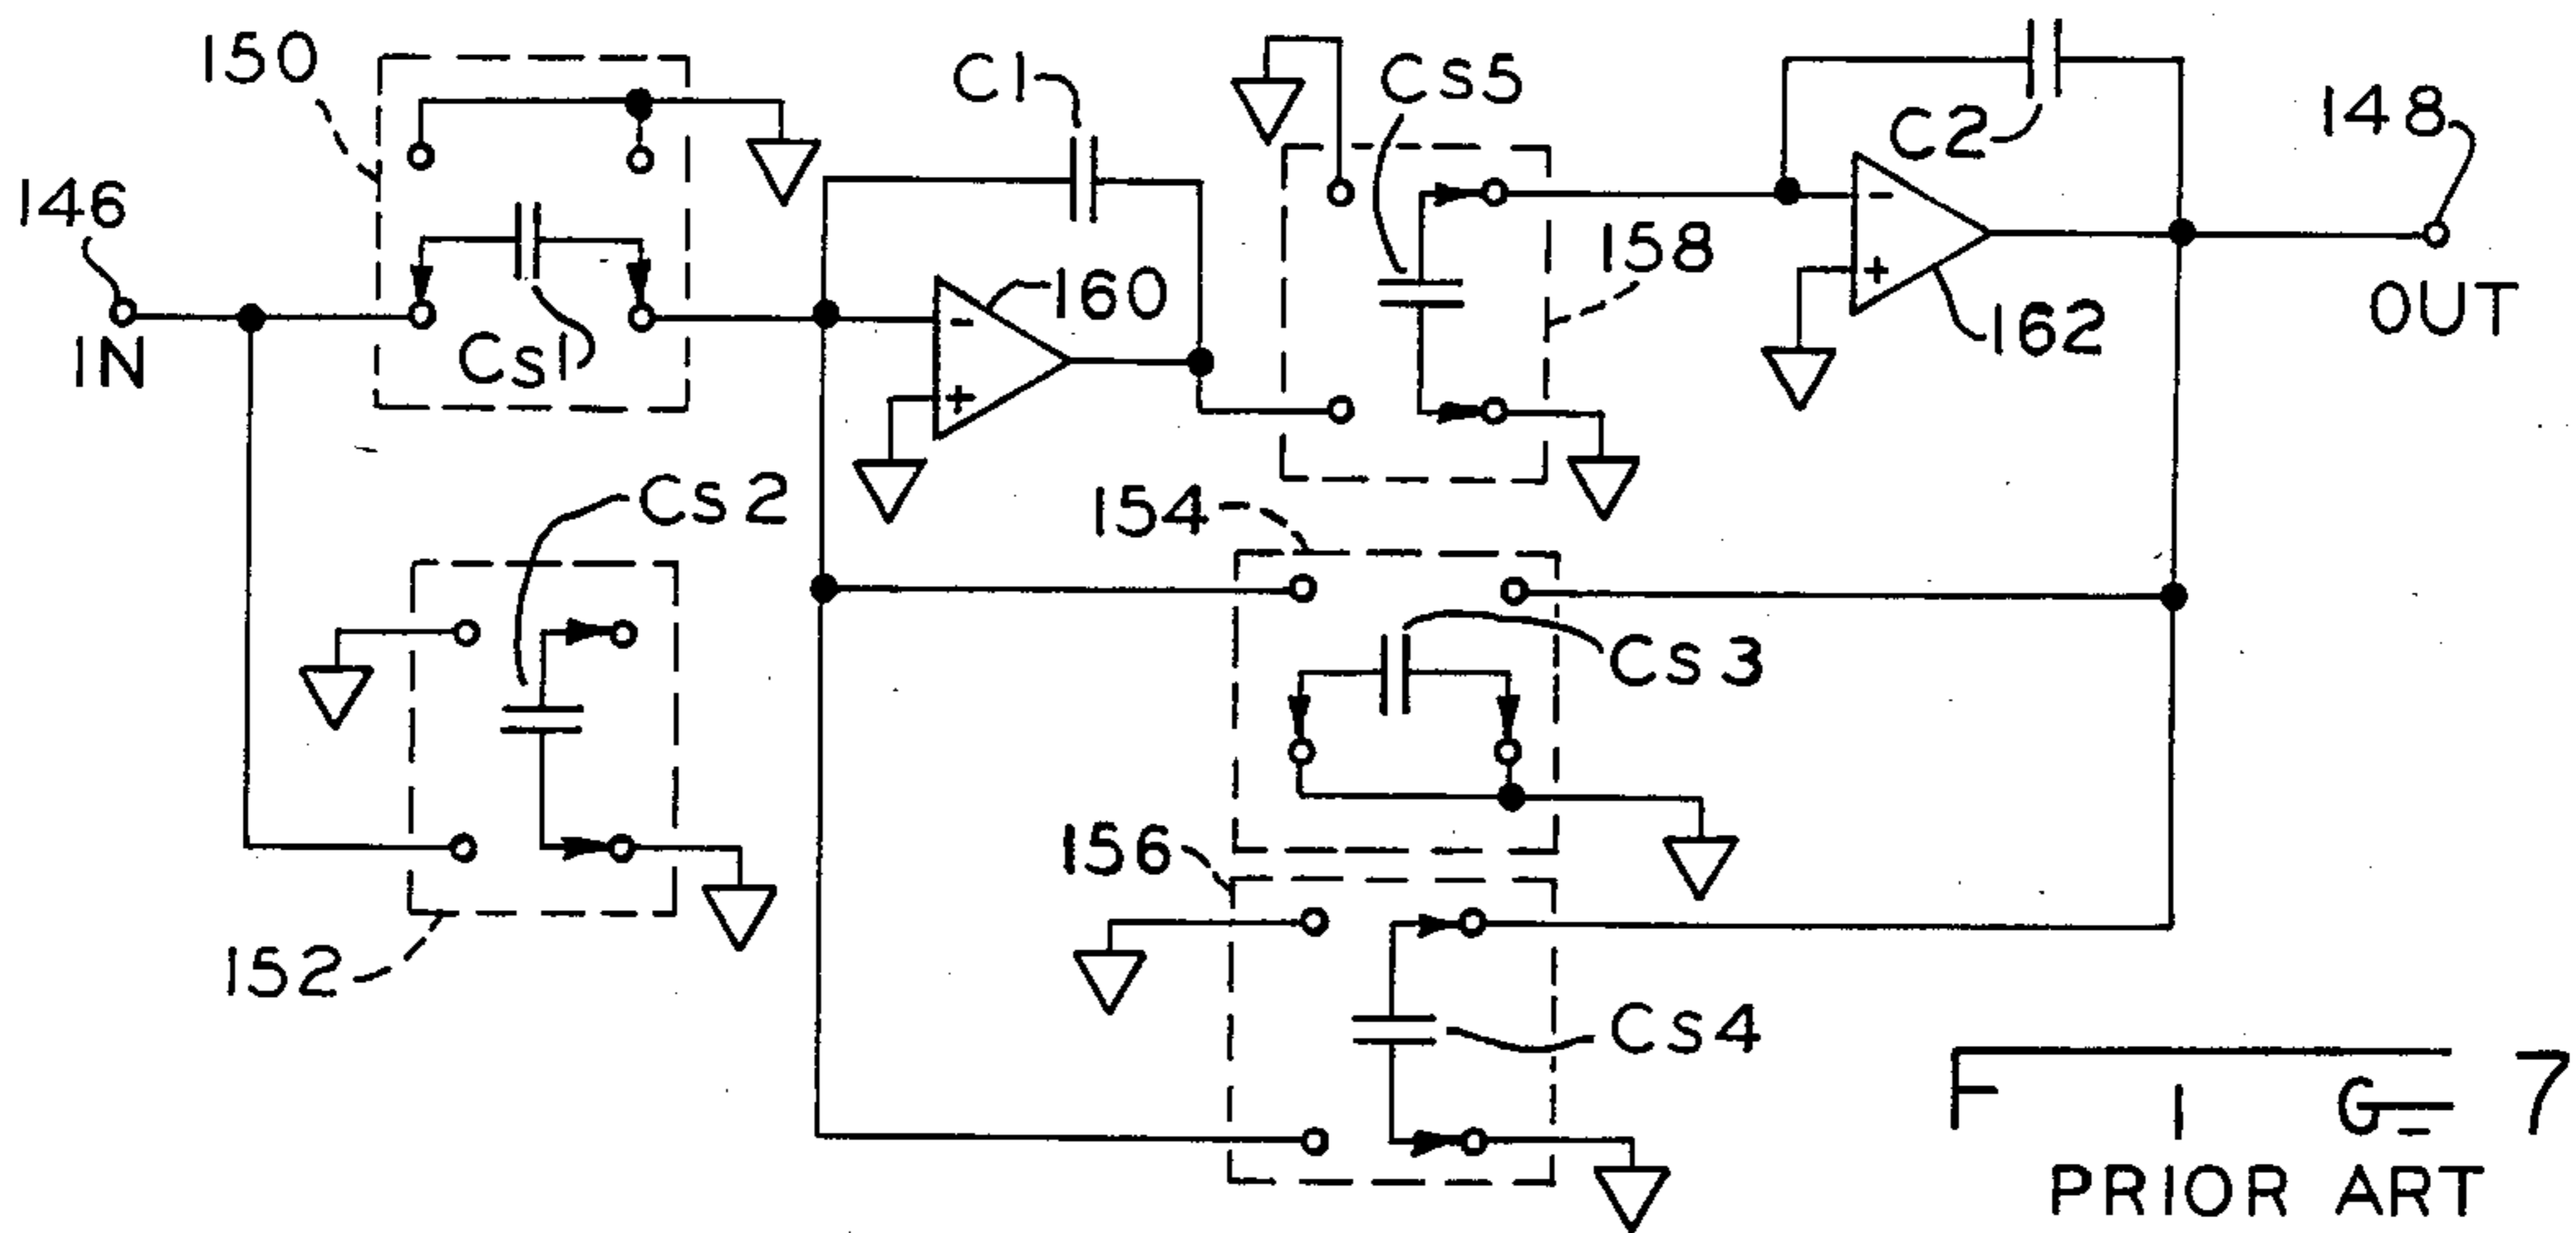 150
C1
Cs5
C2
148
146
IN
Cs1
160
158
162
OUT
Cs2
154
Cs3
152
156
Cs4
FIG 7
PRIOR ART
-
+
-
+